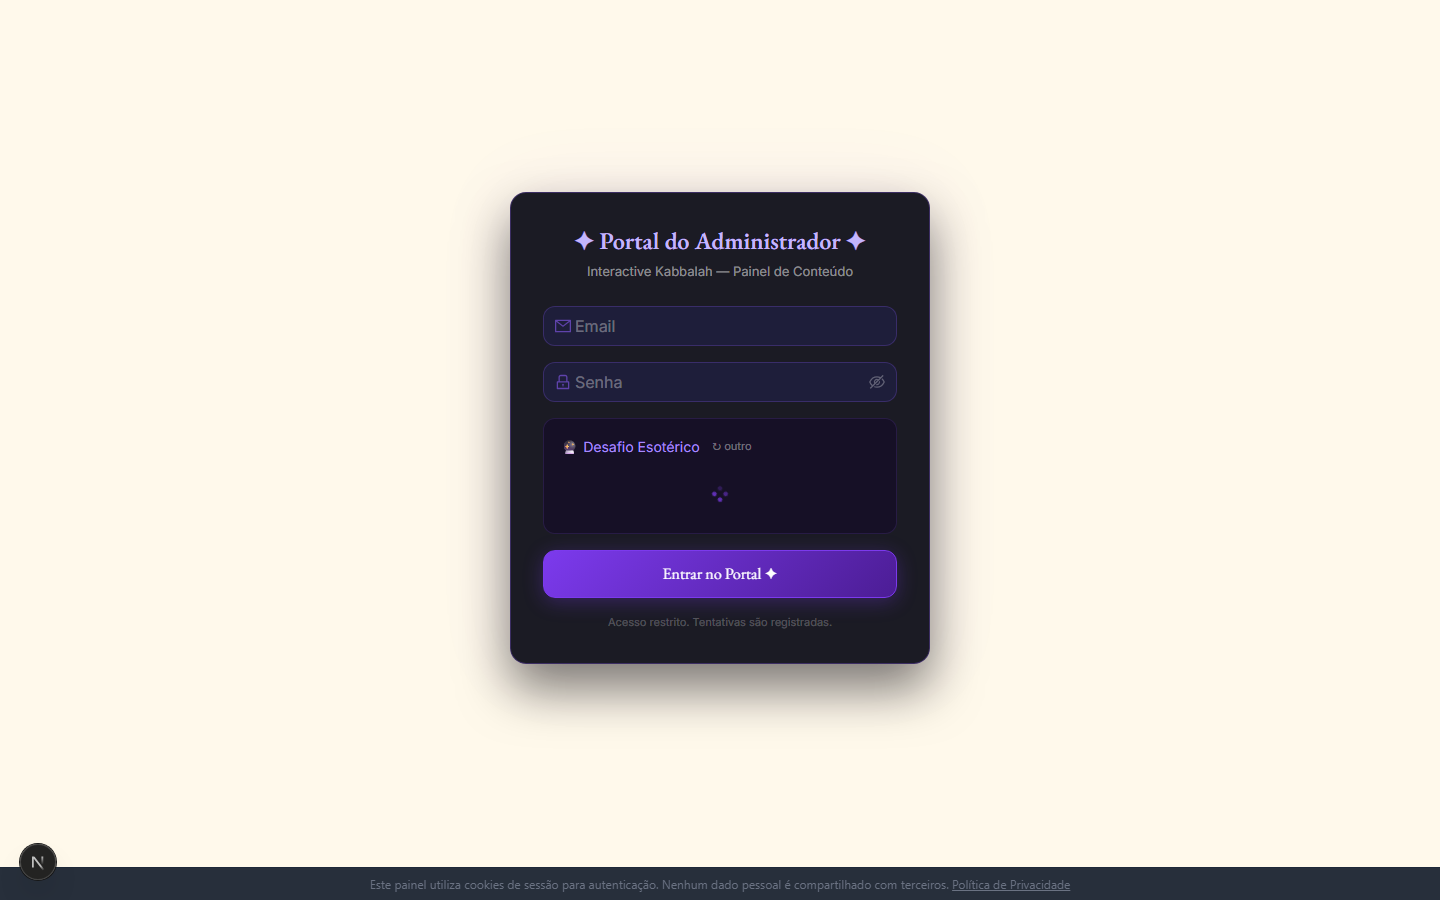 ✦ Portal do Administrador ✦
Interactive Kabbalah — Painel de Conteúdo
Email
Senha
🔮 Desafio Esotérico ↻ outro
Entrar no Portal ✦
Acesso restrito. Tentativas são registradas.
N
Este painel utiliza cookies de sessão para autenticação. Nenhum dado pessoal é compartilhado com terceiros. Política de Privacidade